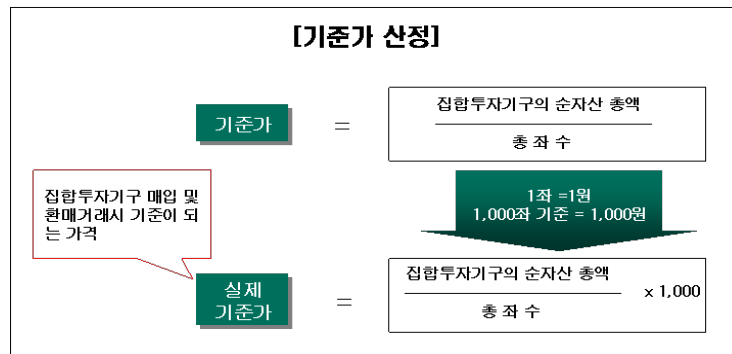 [기준가 산정]
기준가
=
집합투자기구의 순자산 총액
총 좌 수
1좌 =1원
1,000좌 기준 = 1,000원
집합투자기구 매입 및
환매거래시 기준이 되
는 가격
실제
기준가
=
집합투자기구의 순자산 총액
총 좌 수
x 1,000